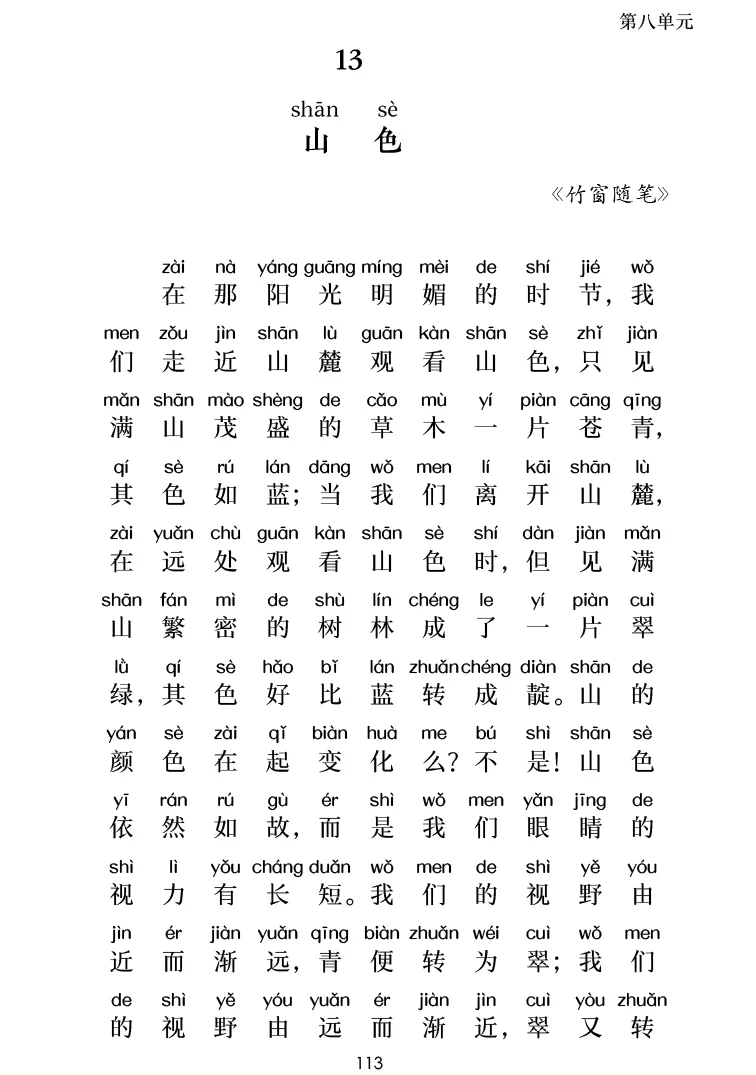 第八单元
13
shān sè
山 色
《竹窗随笔》
zài nà yáng guāng míng mèi de shí jié wǒ
在那阳光明媚的时节，我
men zǒu jìn shān lù guān kàn shān sè zhǐ jiàn
们走近山麓观看山色，只见
mǎn shān mào shèng de cǎo mù yí piàn cāng qīng
满山茂盛的草木一片苍青，
qí sè rú lán dāng wǒ men lí kāi shān lù
其色如蓝；当我们离开山麓，
zài yuǎn chù guān kàn shān sè shí dàn jiàn mǎn
在远处观看山色时，但见满
shān fán mì de shù lín chéng le yí piàn cuì
山繁密的树林成了一片翠
lǜ qí sè hǎo bǐ lán zhuǎn chéng diàn shān de
绿，其色好比蓝转成靛。山的
yán sè zài qǐ biàn huà me bú shì shān sè
颜色在起变化么？不是！山色
yī rán rú gù ér shì wǒ men yǎn jīng de
依然如故，而是我们眼睛的
shì lì yǒu cháng duǎn wǒ men de shì yě yóu
视力有长短。我们的视野由
jìn ér jiàn yuǎn qīng biàn zhuǎn wéi cuì wǒ men
近而渐远，青便转为翠；我们
de shì yě yóu yuǎn ér jiàn jìn cuì yòu zhuǎn
的视野由远而渐近，翠又转
113